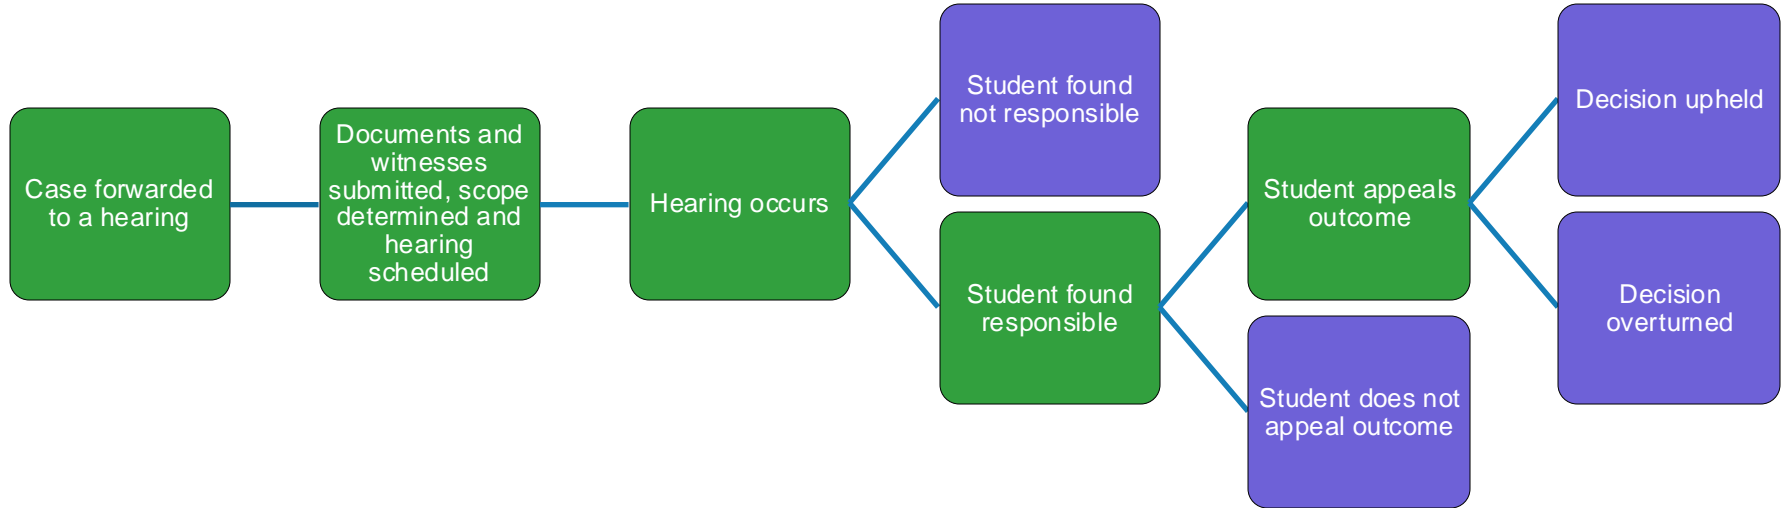 Case forwarded
to a hearing
Documents and
witnesses
submitted, scope
determined and
hearing
scheduled
Hearing occurs
Student found
not responsible
Student found
responsible
Student appeals
outcome
Student does not
appeal outcome
Decision upheld
Decision
overturned